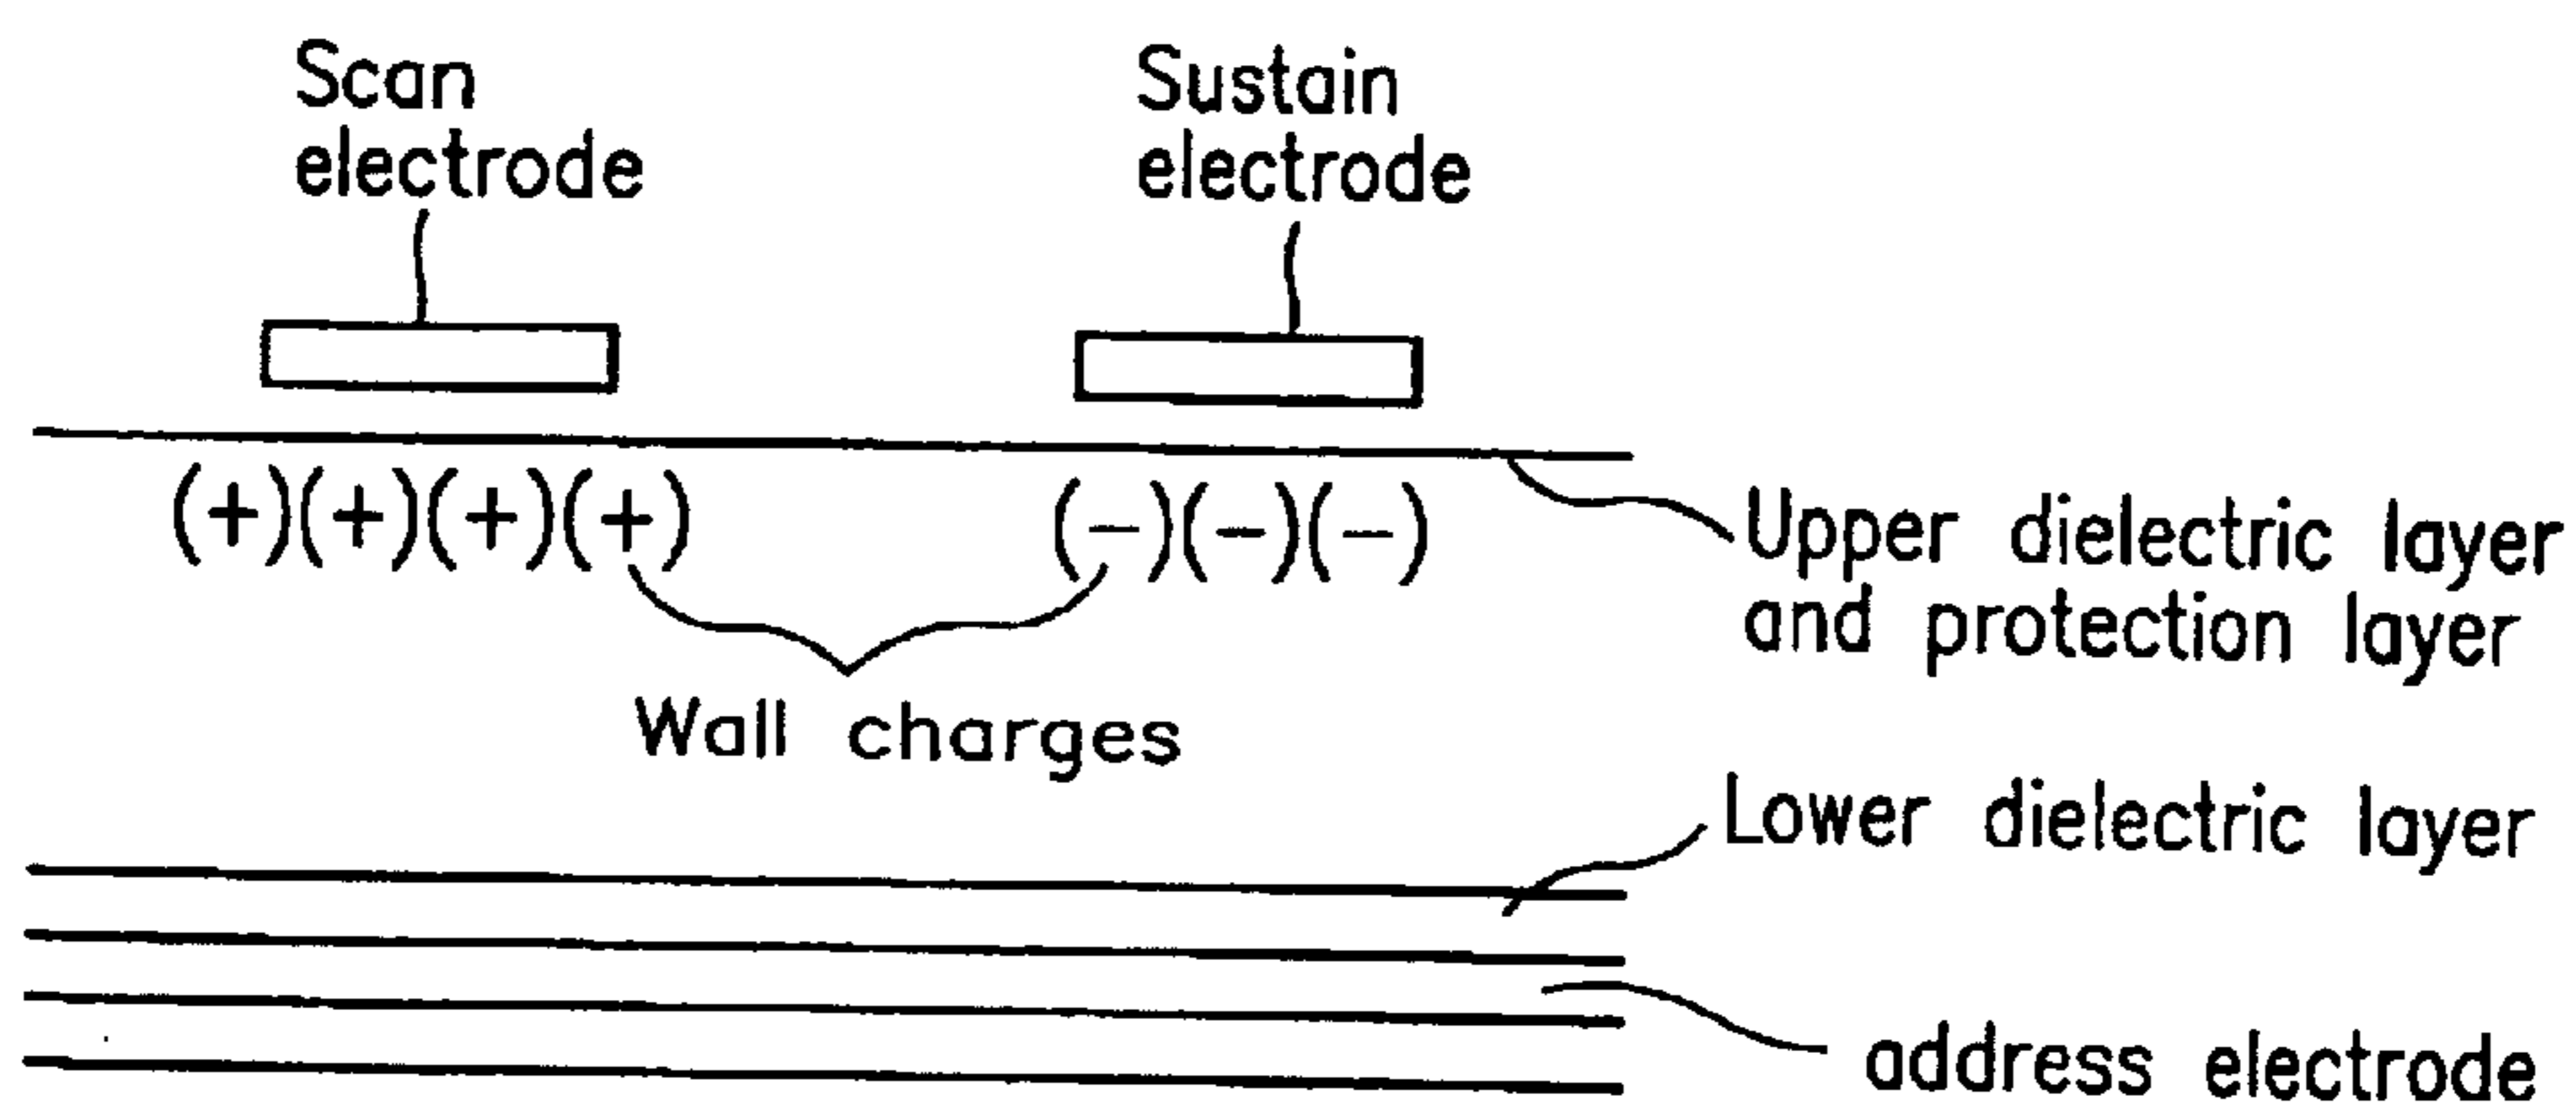 Scan
electrode
Sustain
electrode
(+)(+)(+)(+)
(−)(−)(−)
Upper dielectric layer
and protection layer
Wall charges
Lower dielectric layer
address electrode